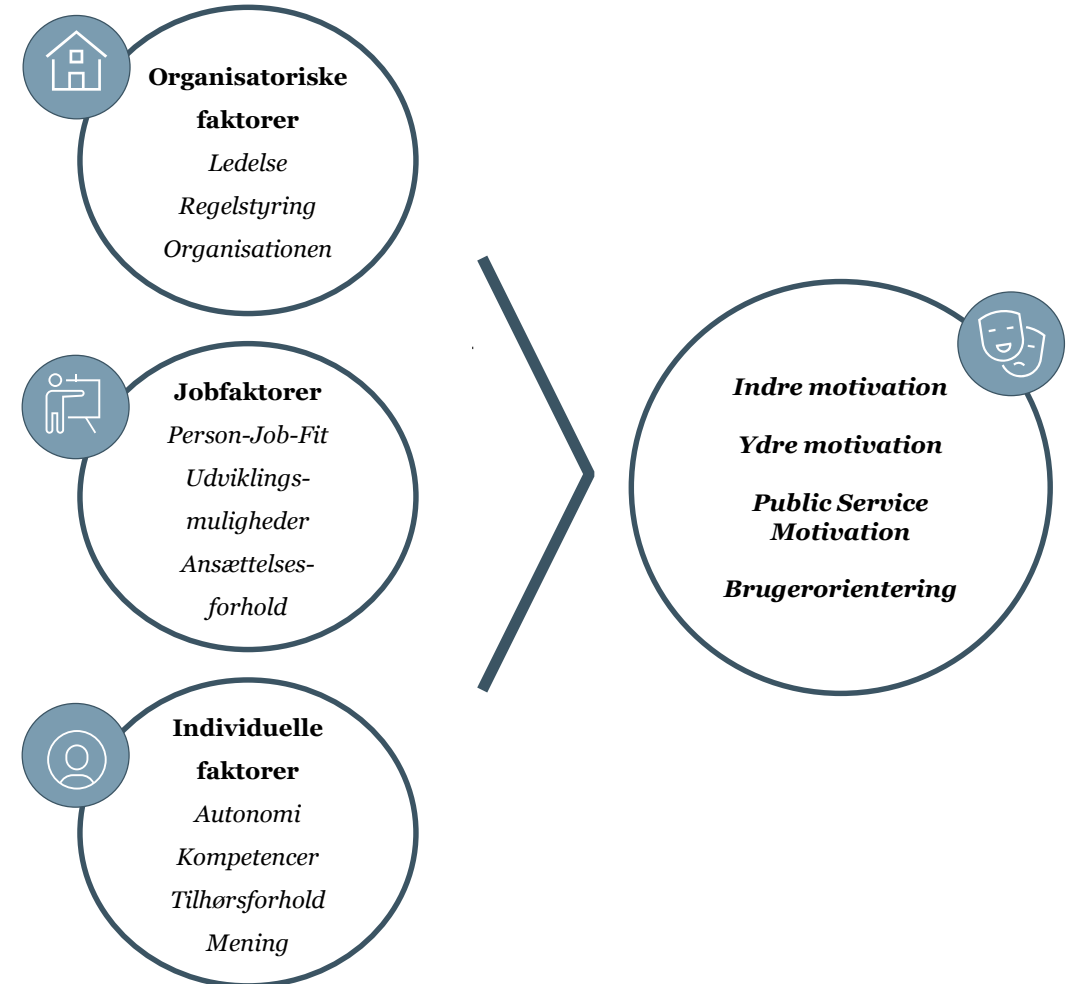 Organisatoriske
faktorer
Ledelse
Regelstyring
Organisationen
Jobfaktorer
Person-Job-Fit
Udviklings-
muligheder
Ansættelses-
forhold
Individuelle
faktorer
Autonomi
Kompetencer
Tilhørsforhold
Mening
Indre motivation
Ydre motivation
Public Service
Motivation
Brugerorientering